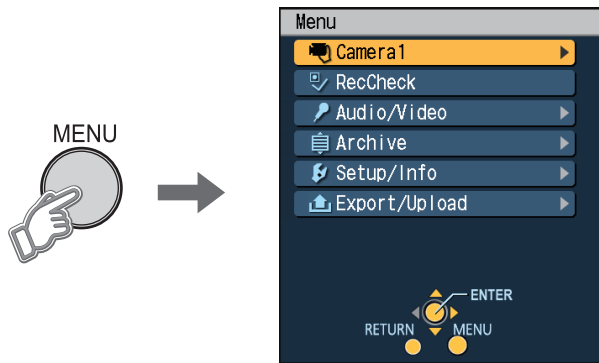 MENU
Menu
Camera1
RecCheck
Audio/Video
Archive
Setup/Info
Export/Upload
ENTER
RETURN
MENU